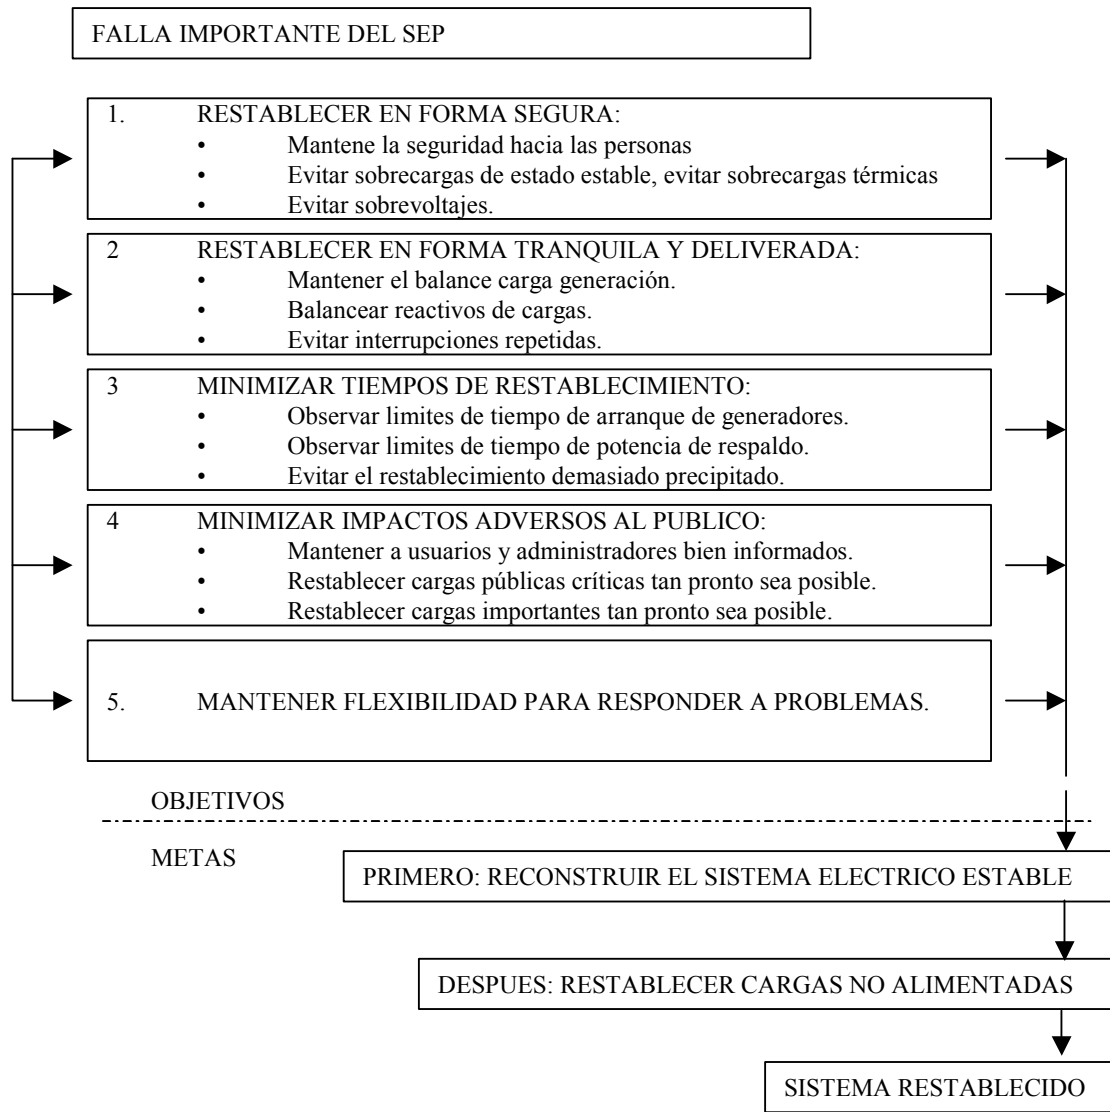 FALLA IMPORTANTE DEL SEP
1. RESTABLECER EN FORMA SEGURA:
• Mantene la seguridad hacia las personas
• Evitar sobrecargas de estado estable, evitar sobrecargas térmicas
• Evitar sobrevoltajes.
2 RESTABLECER EN FORMA TRANQUILA Y DELIVERADA:
• Mantener el balance carga generación.
• Balancear reactivos de cargas.
• Evitar interrupciones repetidas.
3 MINIMIZAR TIEMPOS DE RESTABLECIMIENTO:
• Observar limites de tiempo de arranque de generadores.
• Observar limites de tiempo de potencia de respaldo.
• Evitar el restablecimiento demasiado precipitado.
4 MINIMIZAR IMPACTOS ADVERSOS AL PUBLICO:
• Mantener a usuarios y administradores bien informados.
• Restablecer cargas públicas críticas tan pronto sea posible.
• Restablecer cargas importantes tan pronto sea posible.
5. MANTENER FLEXIBILIDAD PARA RESPONDER A PROBLEMAS.
OBJETIVOS
METAS
PRIMERO: RECONSTRUIR EL SISTEMA ELECTRICO ESTABLE
DESPUES: RESTABLECER CARGAS NO ALIMENTADAS
SISTEMA RESTABLECIDO